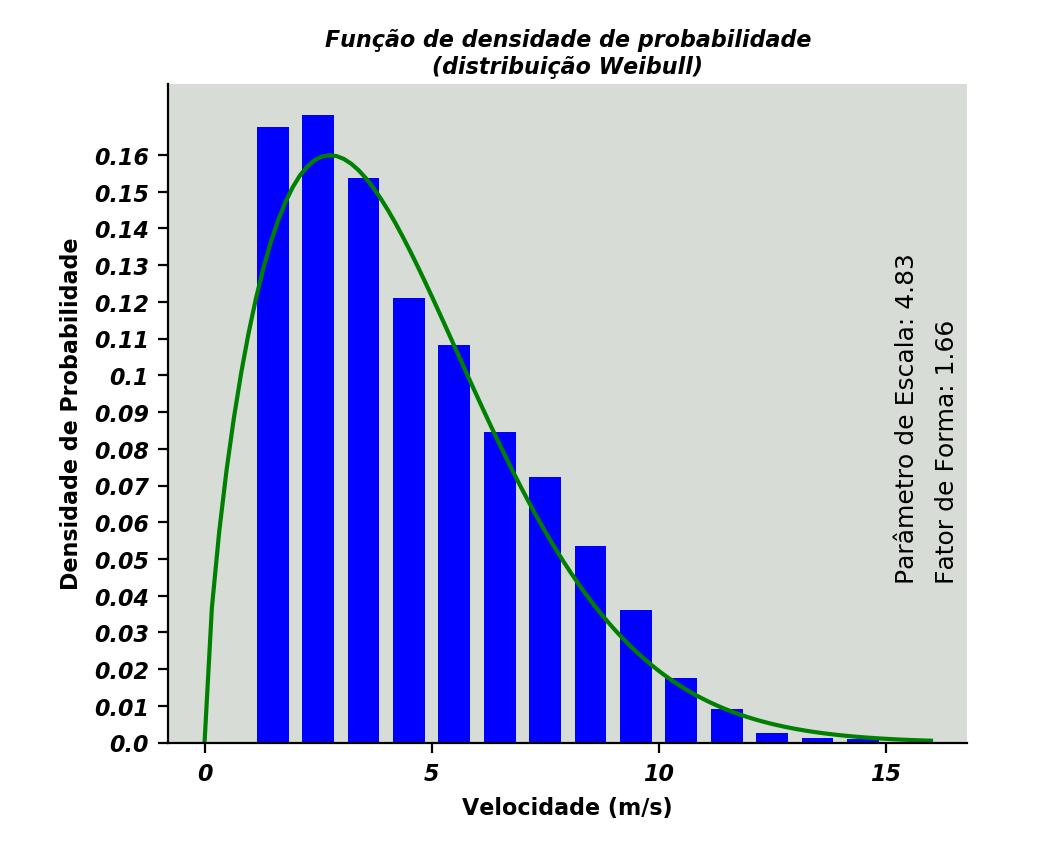 Função de densidade de probabilidade
(distribuição Weibull)
Densidade de Probabilidade
0.16
0.15
0.14
0.13
0.12
0.11
0.1
0.09
0.08
0.07
0.06
0.05
0.04
0.03
0.02
0.01
0.0
Parâmetro de Escala: 4.83
Fator de Forma: 1.66
0 5 10 15
Velocidade (m/s)